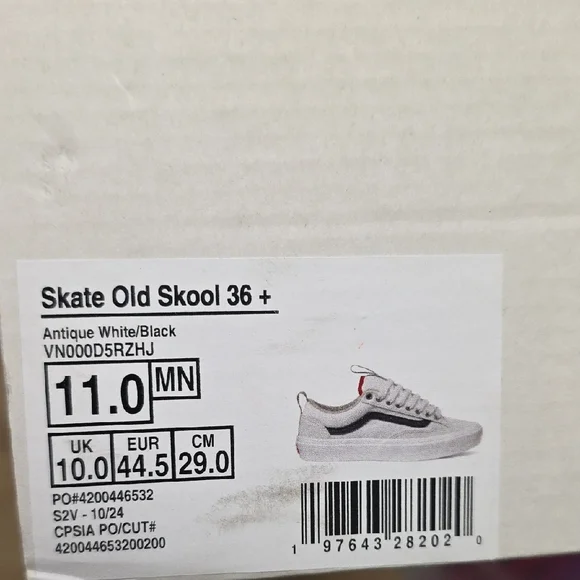 Skate Old Skool 36 +
Antique White/Black
VN000D5RZHJ
11.0 MN
UK EUR CM
10.0 44.5 29.0
PO#4200446532
S2V - 10/24
CPSIA PO/CUT#
420044653200200
1 97643 28202 0